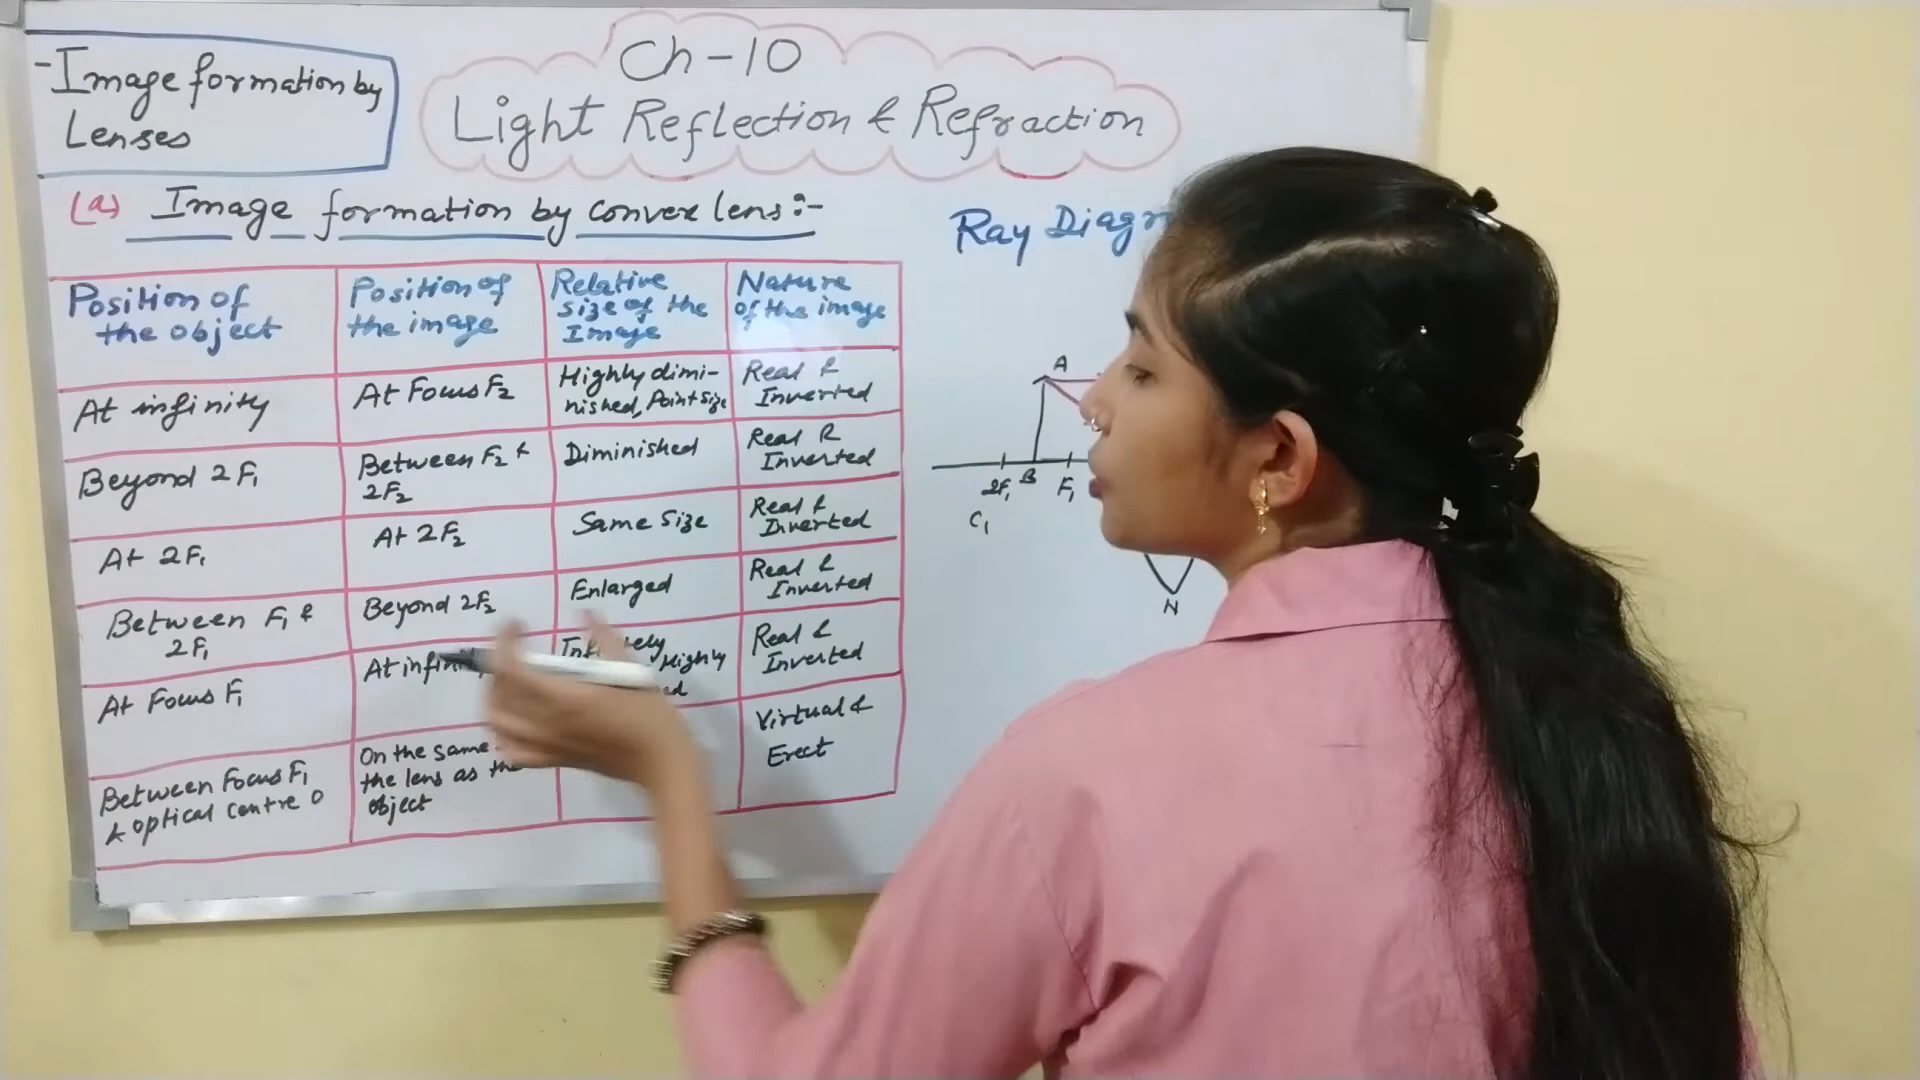 - Image formation by
Lenses
Ch-10
Light Reflection & Refraction
(a) Image formation by convex lens:-
Position of
the object
Position of
the image
Relative
size of the
Image
Nature
of the image
At infinity
At Focus F2
Highly dimi-
nished, Point size
Real &
Inverted
Beyond 2F1
Between F2 &
2F2
Diminished
Real &
Inverted
At 2F1
At 2F2
Same size
Real &
Inverted
Between F1 &
2F1
Beyond 2F2
Enlarged
Real &
Inverted
At Focus F1
At
Highly
Real &
Inverted
Between Focus F1
& optical centre O
On the same
the lens as the
object
Virtual &
Erect
Ray
A
2F1 B F1
C1
N